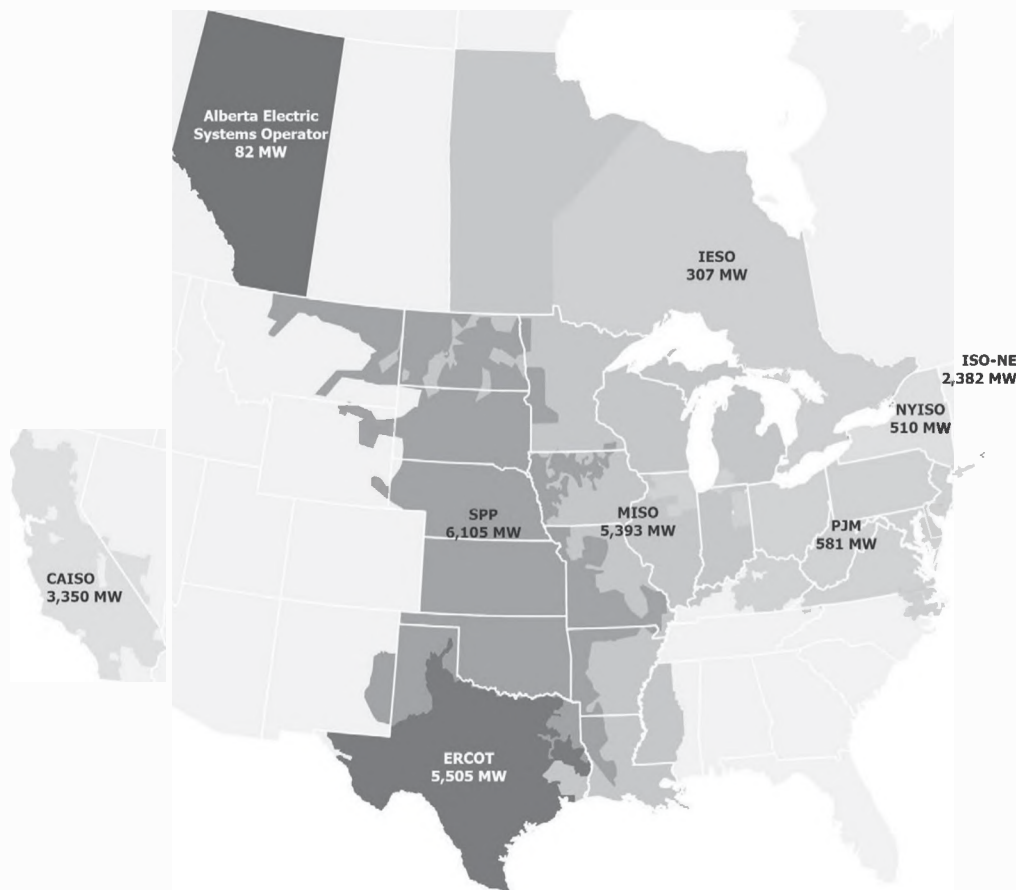 Alberta Electric
Systems Operator
82 MW
IESO
307 MW
ISO-NE
2,382 MW
NYISO
510 MW
SPP
6,105 MW
MISO
5,393 MW
PJM
581 MW
CAISO
3,350 MW
ERCOT
5,505 MW